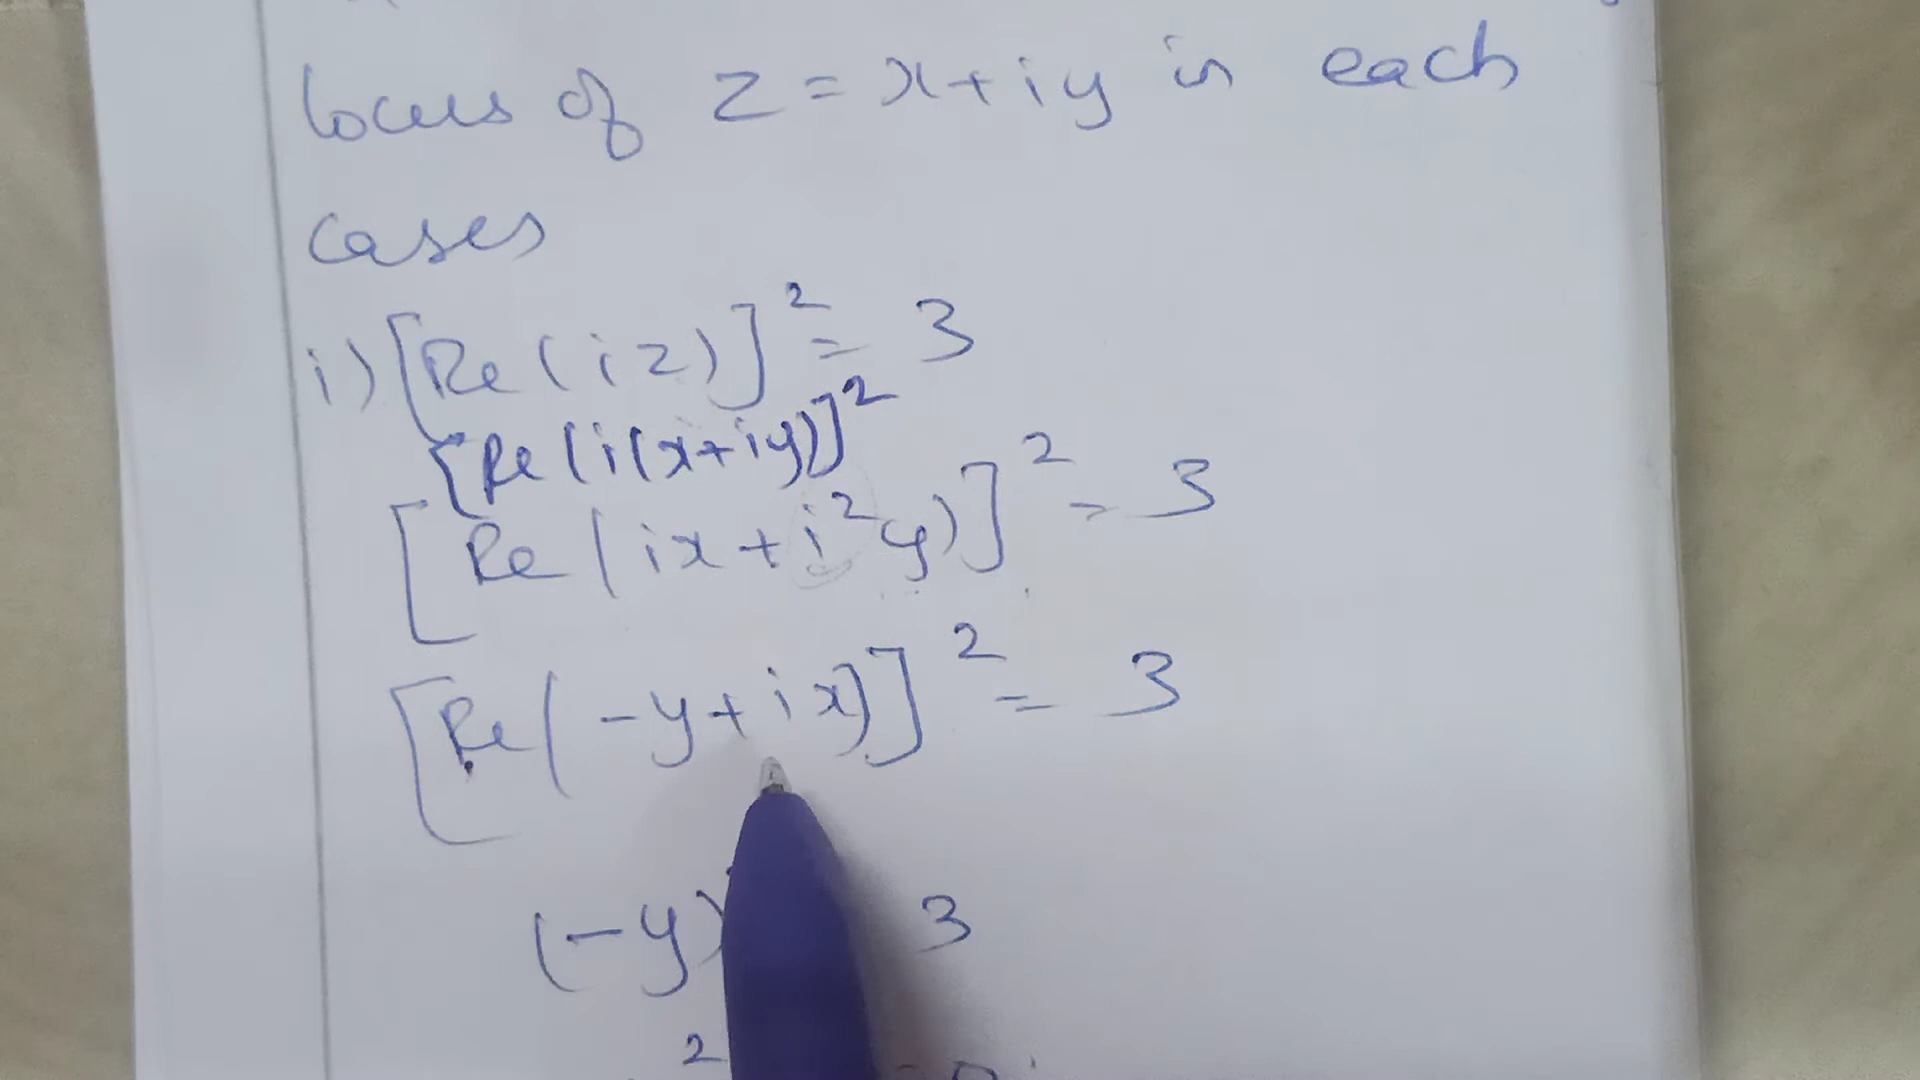 locus of z = x+iy in each
cases
i) [Re(iz)]² = 3
[Re(i(x+iy)]²
[Re(ix+i²y)]² = 3
[Re(-y+ix)]² = 3
(-y) 3
2